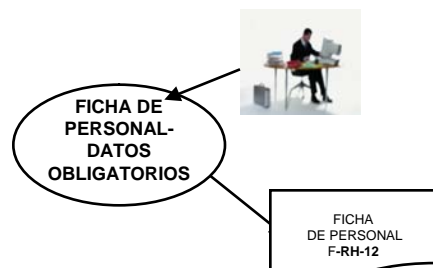 FICHA DE
PERSONAL-
DATOS
OBLIGATORIOS
FICHA
DE PERSONAL
F-RH-12